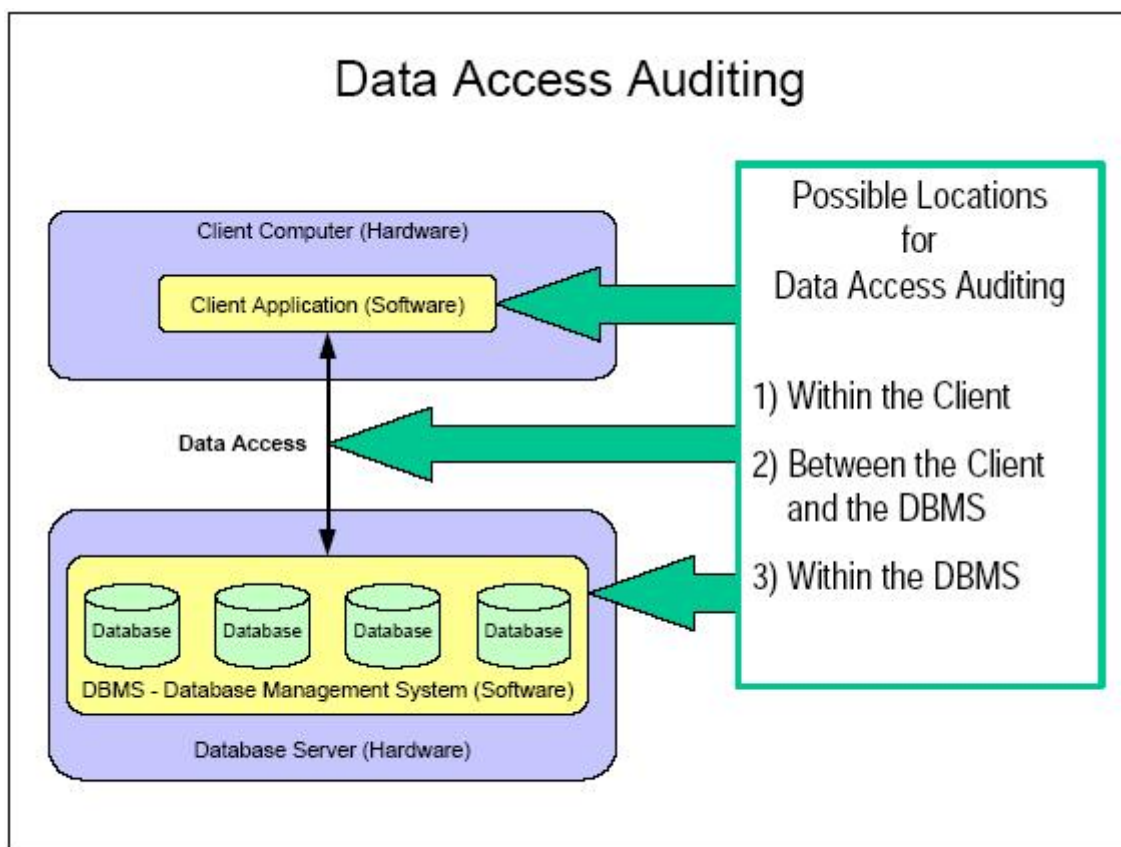 Data Access Auditing
Client Computer (Hardware)
Client Application (Software)
Data Access
Database
Database
Database
Database
DBMS - Database Management System (Software)
Database Server (Hardware)
Possible Locations
for
Data Access Auditing
1) Within the Client
2) Between the Client
and the DBMS
3) Within the DBMS